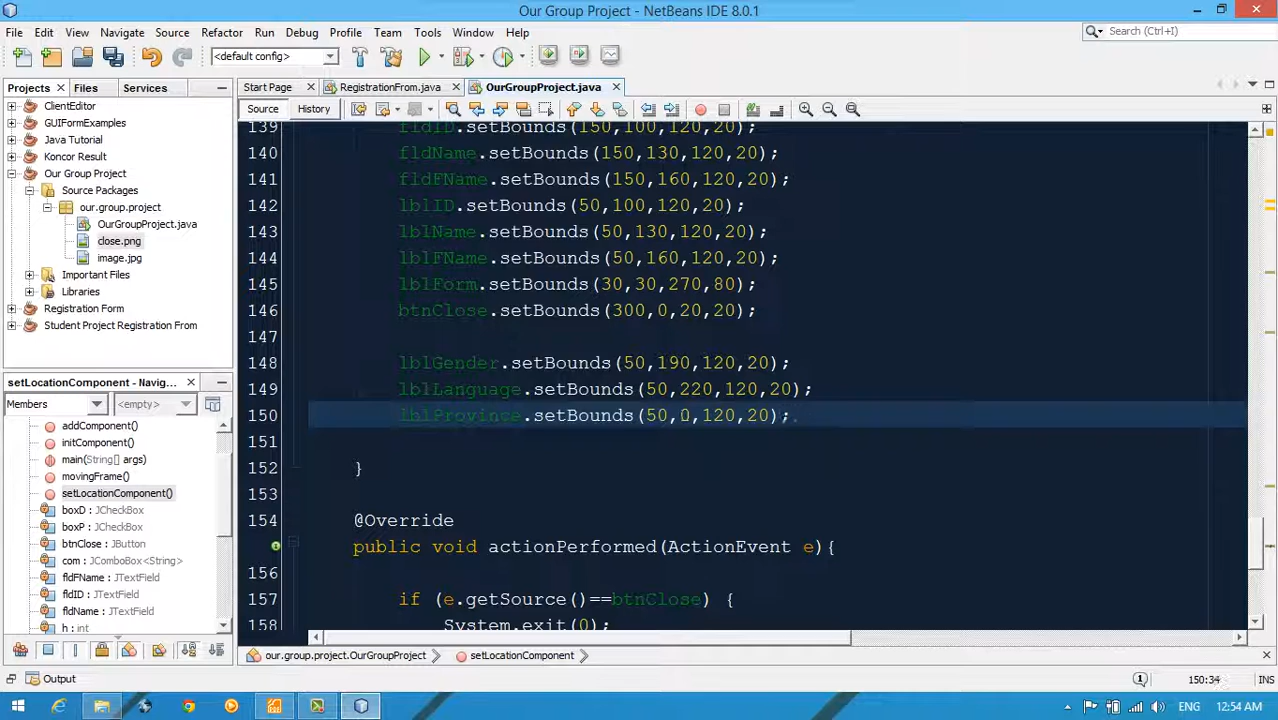 Our Group Project - NetBeans IDE 8.0.1
File Edit View Navigate Source Refactor Run Debug Profile Team Tools Window Help
Search (Ctrl+I)
<default config>
Projects Files Services
Start Page RegistrationFrom.java OurGroupProject.java
Source History
ClientEditor
GUIFormExamples
Java Tutorial
Koncor Result
Our Group Project
Source Packages
our.group.project
OurGroupProject.java
close.png
image.jpg
Important Files
Libraries
Registration Form
Student Project Registration From
setLocationComponent - Navig...
Members <empty>
addComponent()
initComponent()
main(String[] args)
movingFrame()
setLocationComponent()
boxD : JCheckBox
boxP : JCheckBox
btnClose : JButton
com : JComboBox<String>
fldFName : JTextField
fldID : JTextField
fldName : JTextField
h : int
139 fldID.setBounds(150,100,120,20);
140 fldName.setBounds(150,130,120,20);
141 fldFName.setBounds(150,160,120,20);
142 lblID.setBounds(50,100,120,20);
143 lblName.setBounds(50,130,120,20);
144 lblFName.setBounds(50,160,120,20);
145 lblForm.setBounds(30,30,270,80);
146 btnClose.setBounds(300,0,20,20);
147
148 lblGender.setBounds(50,190,120,20);
149 lblLanguage.setBounds(50,220,120,20);
150 lblProvince.setBounds(50,0,120,20);
151
152 }
153
154 @Override
public void actionPerformed(ActionEvent e){
156
157 if (e.getSource()==btnClose) {
158 System.exit(0);
our.group.project.OurGroupProject setLocationComponent
Output
1 150:34 INS
ENG 12:54 AM